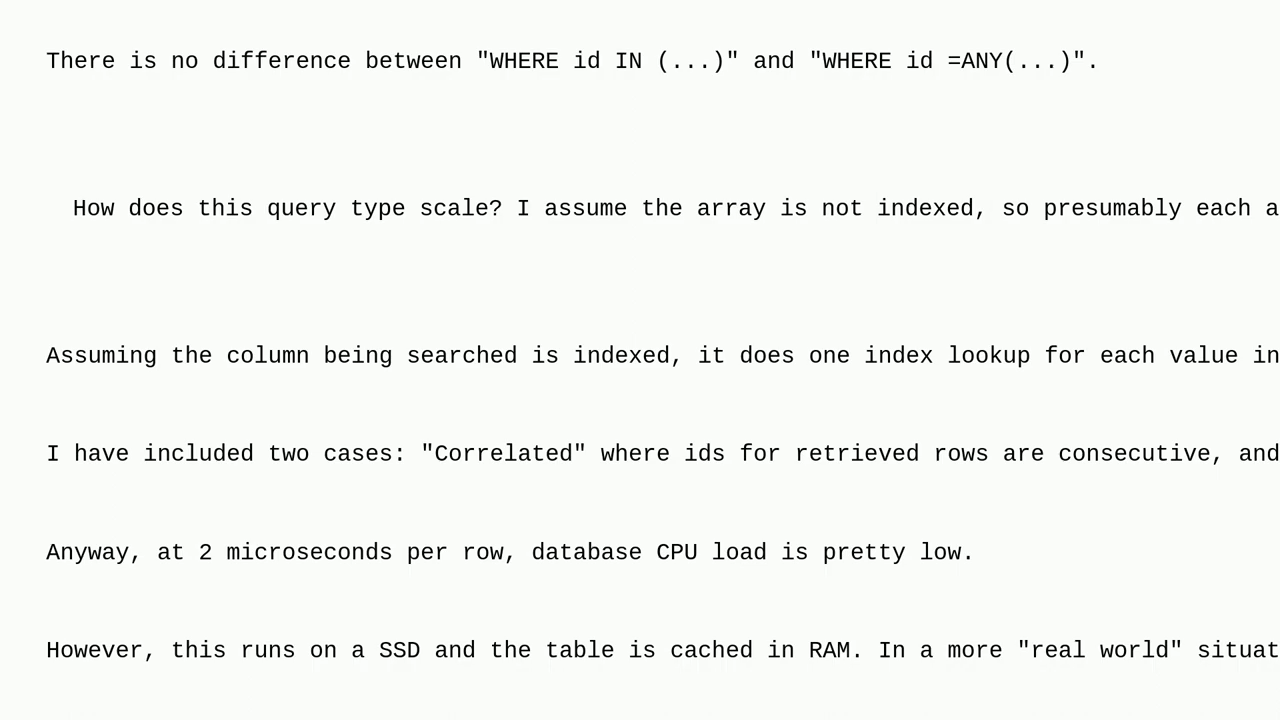 There is no difference between "WHERE id IN (...)" and "WHERE id =ANY(...)".
How does this query type scale? I assume the array is not indexed, so presumably each a
Assuming the column being searched is indexed, it does one index lookup for each value in
I have included two cases: "Correlated" where ids for retrieved rows are consecutive, and
Anyway, at 2 microseconds per row, database CPU load is pretty low.
However, this runs on a SSD and the table is cached in RAM. In a more "real world" situat